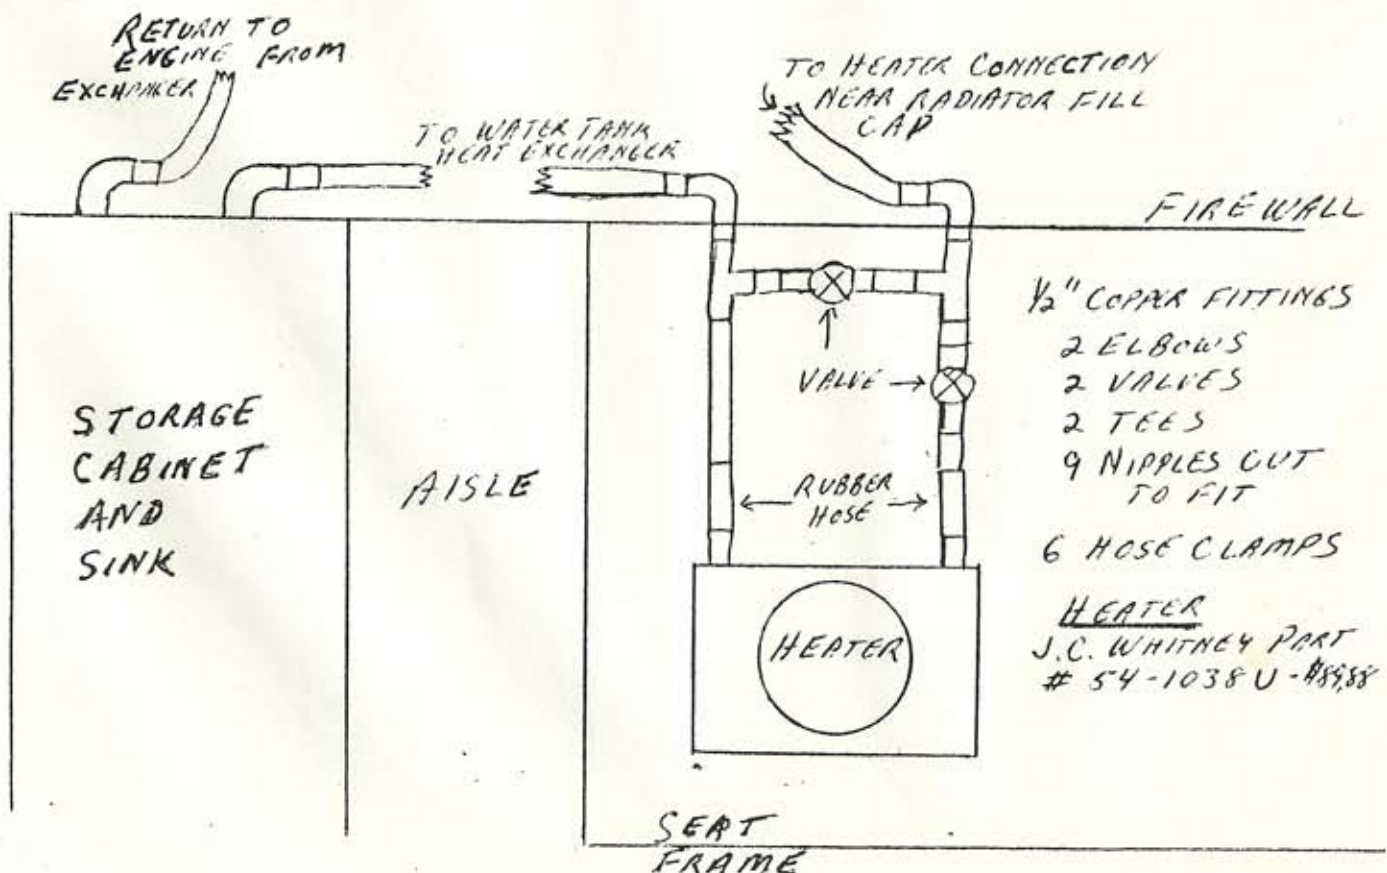 RETURN TO
ENGINE FROM
EXCHANGER
TO WATER TANK
HEAT EXCHANGER
TO HEATER CONNECTION
NEAR RADIATOR FILL
CAP
FIREWALL
STORAGE
CABINET
AND
SINK
AISLE
VALVE
RUBBER
HOSE
HEATER
SEAT
FRAME
1/2" COPPER FITTINGS
2 ELBOWS
2 VALVES
2 TEES
9 NIPPLES CUT
TO FIT
6 HOSE CLAMPS
HEATER
J.C. WHITNEY PART
# 54-1038 U - $89.88